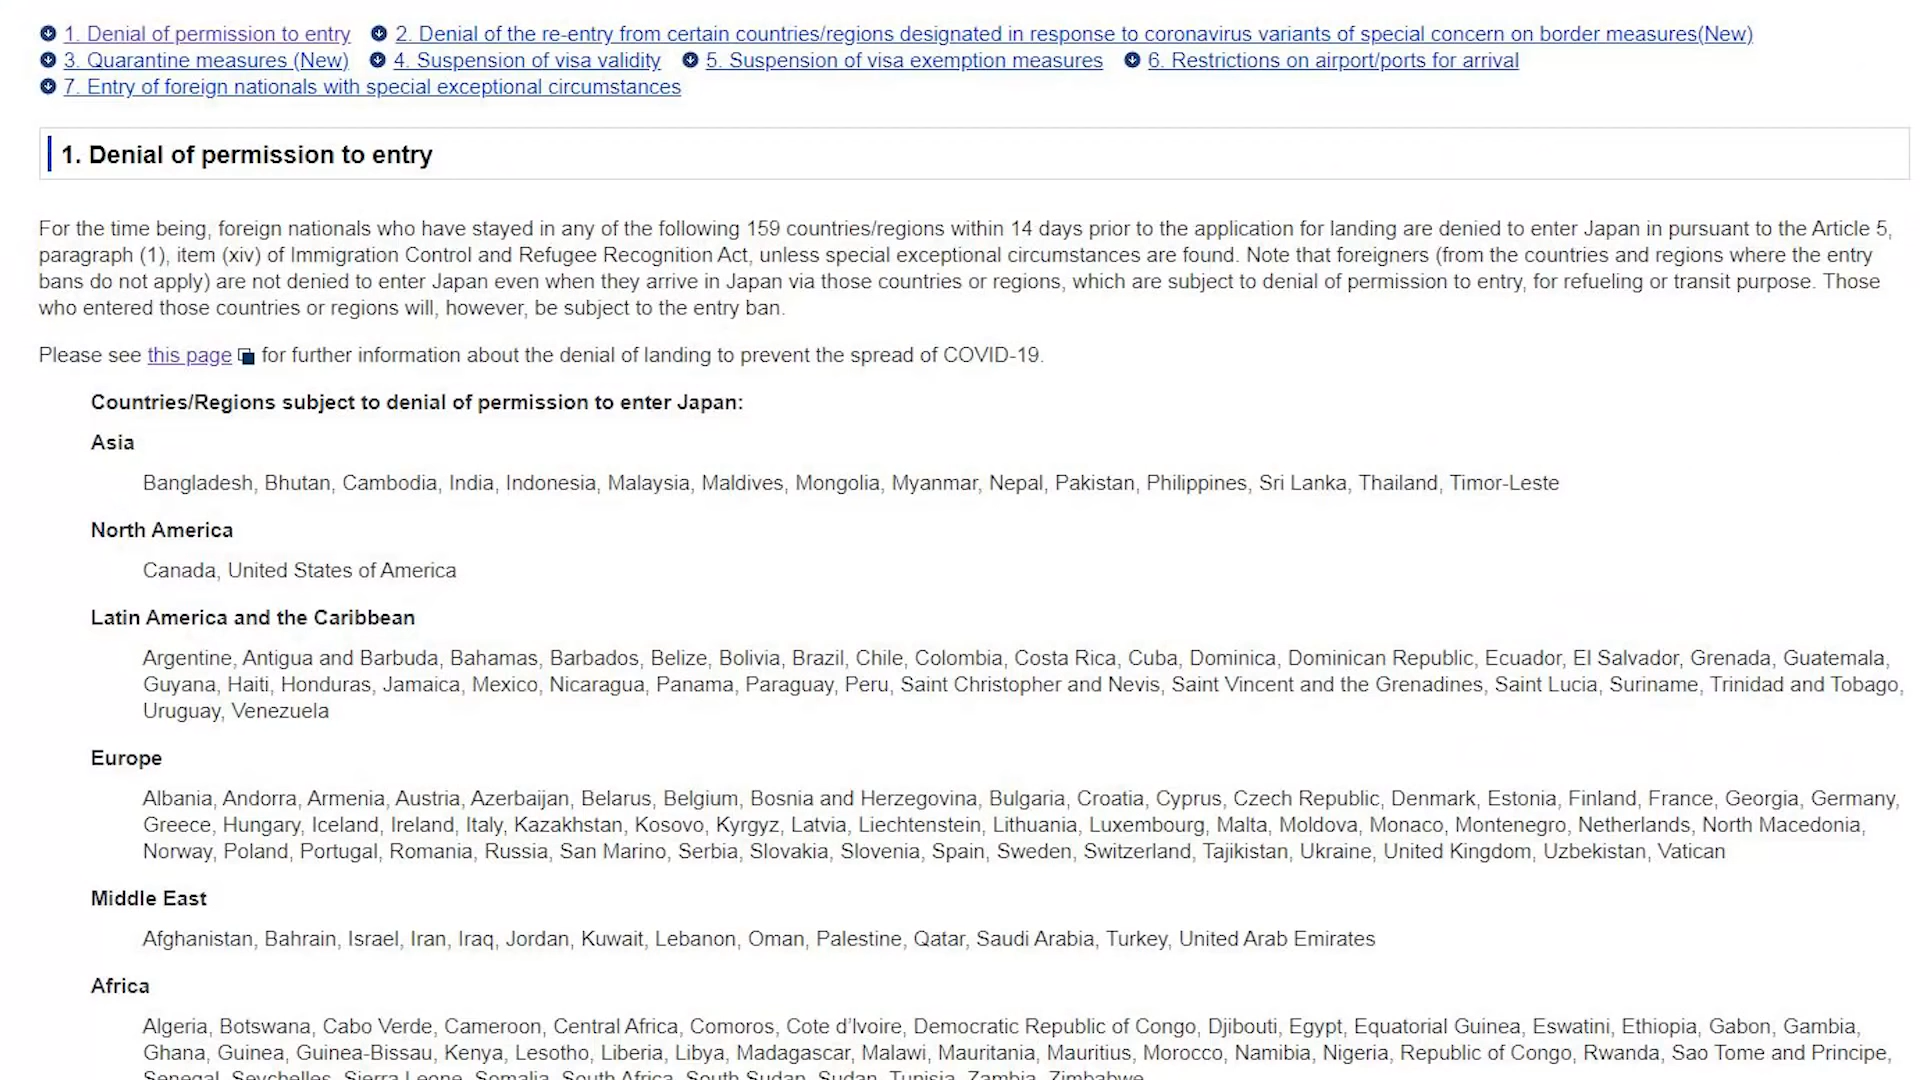 1. Denial of permission to entry 2. Denial of the re-entry from certain countries/regions designated in response to coronavirus variants of special concern on border measures(New)
3. Quarantine measures (New) 4. Suspension of visa validity 5. Suspension of visa exemption measures 6. Restrictions on airport/ports for arrival
7. Entry of foreign nationals with special exceptional circumstances
1. Denial of permission to entry
For the time being, foreign nationals who have stayed in any of the following 159 countries/regions within 14 days prior to the application for landing are denied to enter Japan in pursuant to the Article 5,
paragraph (1), item (xiv) of Immigration Control and Refugee Recognition Act, unless special exceptional circumstances are found. Note that foreigners (from the countries and regions where the entry
bans do not apply) are not denied to enter Japan even when they arrive in Japan via those countries or regions, which are subject to denial of permission to entry, for refueling or transit purpose. Those
who entered those countries or regions will, however, be subject to the entry ban.
Please see this page for further information about the denial of landing to prevent the spread of COVID-19.
Countries/Regions subject to denial of permission to enter Japan:
Asia
Bangladesh, Bhutan, Cambodia, India, Indonesia, Malaysia, Maldives, Mongolia, Myanmar, Nepal, Pakistan, Philippines, Sri Lanka, Thailand, Timor-Leste
North America
Canada, United States of America
Latin America and the Caribbean
Argentine, Antigua and Barbuda, Bahamas, Barbados, Belize, Bolivia, Brazil, Chile, Colombia, Costa Rica, Cuba, Dominica, Dominican Republic, Ecuador, El Salvador, Grenada, Guatemala,
Guyana, Haiti, Honduras, Jamaica, Mexico, Nicaragua, Panama, Paraguay, Peru, Saint Christopher and Nevis, Saint Vincent and the Grenadines, Saint Lucia, Suriname, Trinidad and Tobago,
Uruguay, Venezuela
Europe
Albania, Andorra, Armenia, Austria, Azerbaijan, Belarus, Belgium, Bosnia and Herzegovina, Bulgaria, Croatia, Cyprus, Czech Republic, Denmark, Estonia, Finland, France, Georgia, Germany,
Greece, Hungary, Iceland, Ireland, Italy, Kazakhstan, Kosovo, Kyrgyz, Latvia, Liechtenstein, Lithuania, Luxembourg, Malta, Moldova, Monaco, Montenegro, Netherlands, North Macedonia,
Norway, Poland, Portugal, Romania, Russia, San Marino, Serbia, Slovakia, Slovenia, Spain, Sweden, Switzerland, Tajikistan, Ukraine, United Kingdom, Uzbekistan, Vatican
Middle East
Afghanistan, Bahrain, Israel, Iran, Iraq, Jordan, Kuwait, Lebanon, Oman, Palestine, Qatar, Saudi Arabia, Turkey, United Arab Emirates
Africa
Algeria, Botswana, Cabo Verde, Cameroon, Central Africa, Comoros, Cote d'Ivoire, Democratic Republic of Congo, Djibouti, Egypt, Equatorial Guinea, Eswatini, Ethiopia, Gabon, Gambia,
Ghana, Guinea, Guinea-Bissau, Kenya, Lesotho, Liberia, Libya, Madagascar, Malawi, Mauritania, Mauritius, Morocco, Namibia, Nigeria, Republic of Congo, Rwanda, Sao Tome and Principe,
Senegal, Seychelles, Sierra Leone, Somalia, South Africa, South Sudan, Sudan, Tunisia, Zambia, Zimbabwe